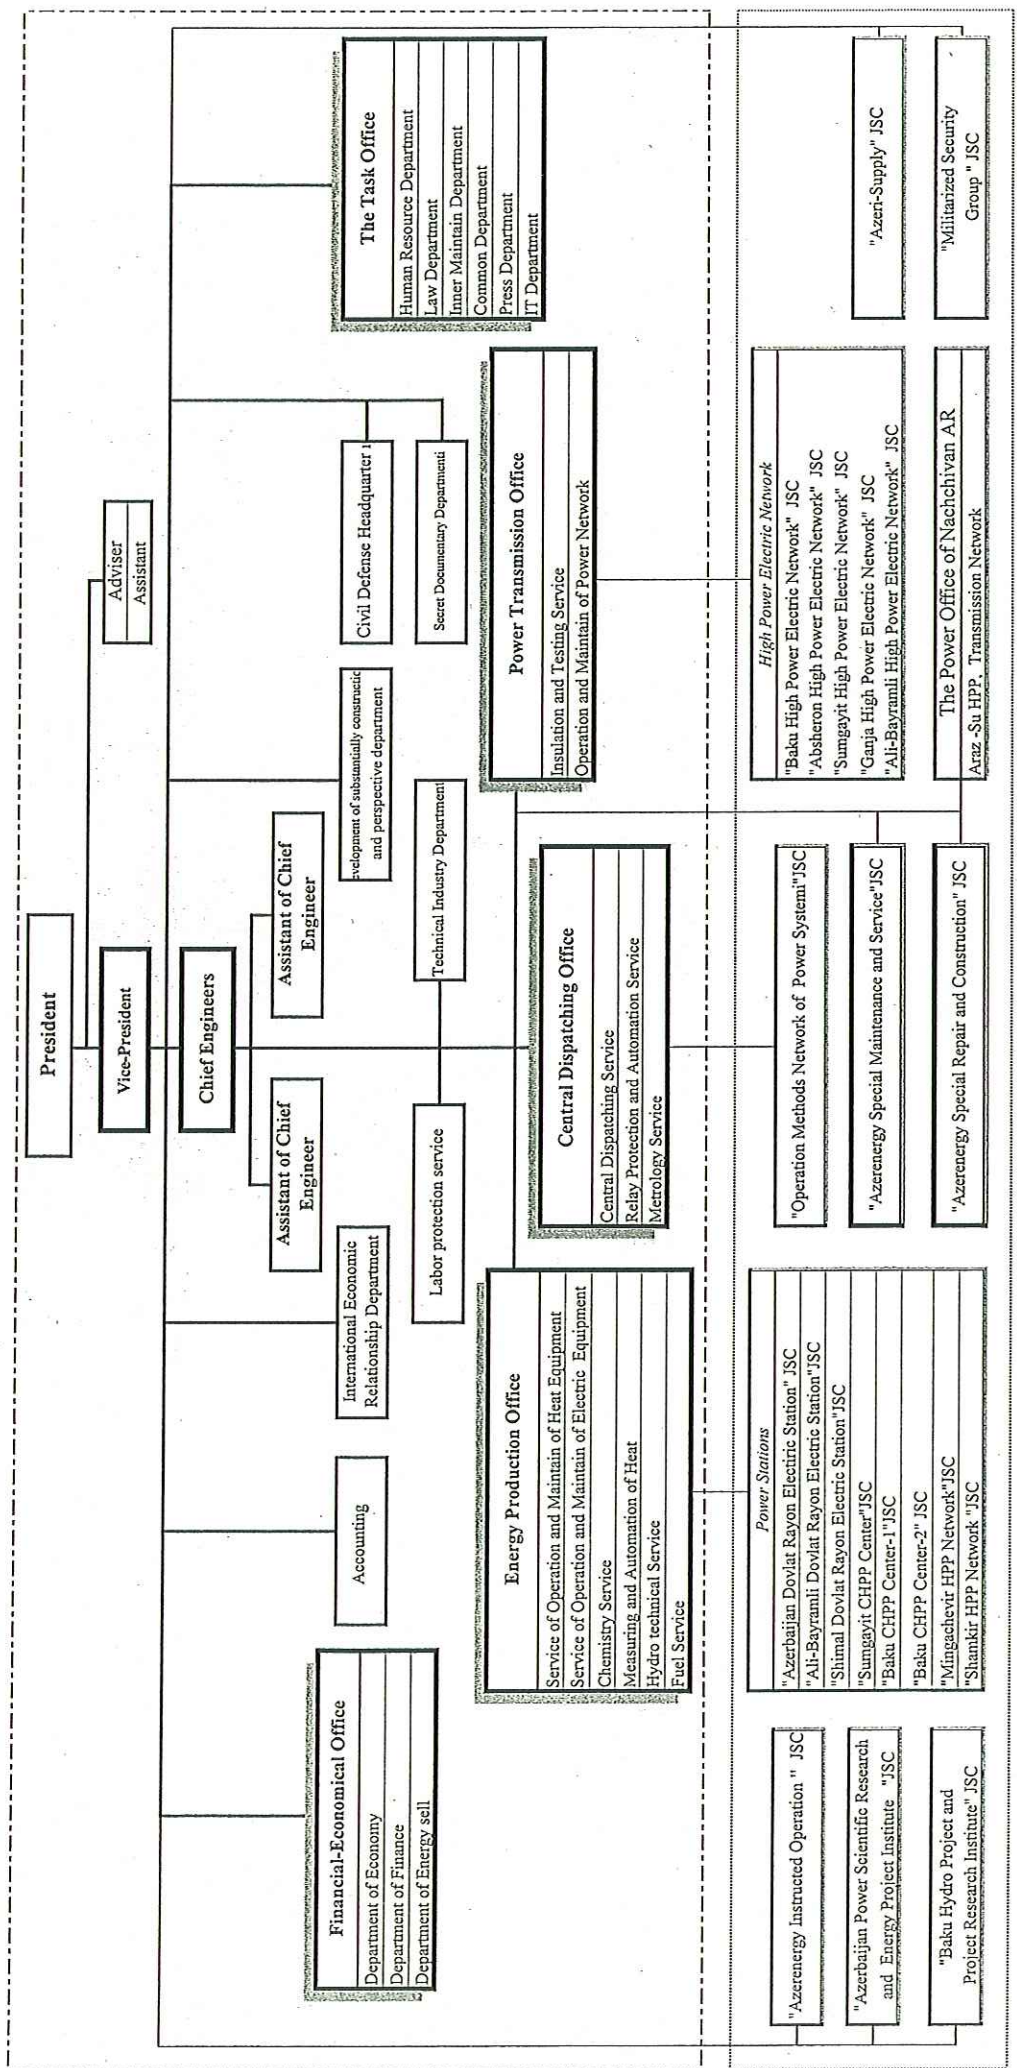 President
Vice-President
Adviser
Assistant
Chief Engineers
Assistant of Chief
Engineer
Assistant of Chief
Engineer
Financial-Economical Office
Department of Economy
Department of Finance
Department of Energy sell
Accounting
International Economic
Relationship Department
velopment of substantially constructic
and perspective department
Civil Defense Headquarter
Secret Documentary Departmenti
The Task Office
Human Resource Department
Law Department
Inner Maintain Department
Common Department
Press Department
IT Department
Labor protection service
Technical Industry Department
Energy Production Office
Service of Operation and Maintain of Heat Equipment
Service of Operation and Maintain of Electric Equipment
Chemistry Service
Measuring and Automation of Heat
Hydro technical Service
Fuel Service
Central Dispatching Office
Central Dispatching Service
Relay Protection and Automation Service
Metrology Service
Power Transmission Office
Insulation and Testing Service
Operation and Maintain of Power Network
"Azerenergy Instructed Operation " JSC
"Azerbaijan Power Scientific Research
and Energy Project Institute "JSC
"Baku Hydro Project and
Project Research Institute" JSC
Power Stations
"Azerbaijan Dovlat Rayon Electiric Station" JSC
"Ali-Bayramli Dovlat Rayon Electric Station"JSC
"Shimal Dovlat Rayon Electric Station"JSC
"Sumgayit CHPP Center"JSC
"Baku CHPP Center-1"JSC
"Baku CHPP Center-2" JSC
"Mingachevir HPP Network"JSC
"Shamkir HPP Network "JSC
"Operation Methods Network of Power Systemi"JSC
"Azerenergy Special Maintenance and Service"JSC
"Azerenergy Special Repair and Construction" JSC
High Power Electric Network
"Baku High Power Electric Network" JSC
"Absheron High Power Electric Network" JSC
"Sumgayit High Power Electric Network" JSC
"Ganja High Power Electric Network" JSC
"Ali-Bayramli High Power Electric Network" JSC
The Power Office of Nachchivan AR
Araz -Su HPP, Transmission Network
"Azeri-Supply" JSC
"Militarized Security
Group " JSC